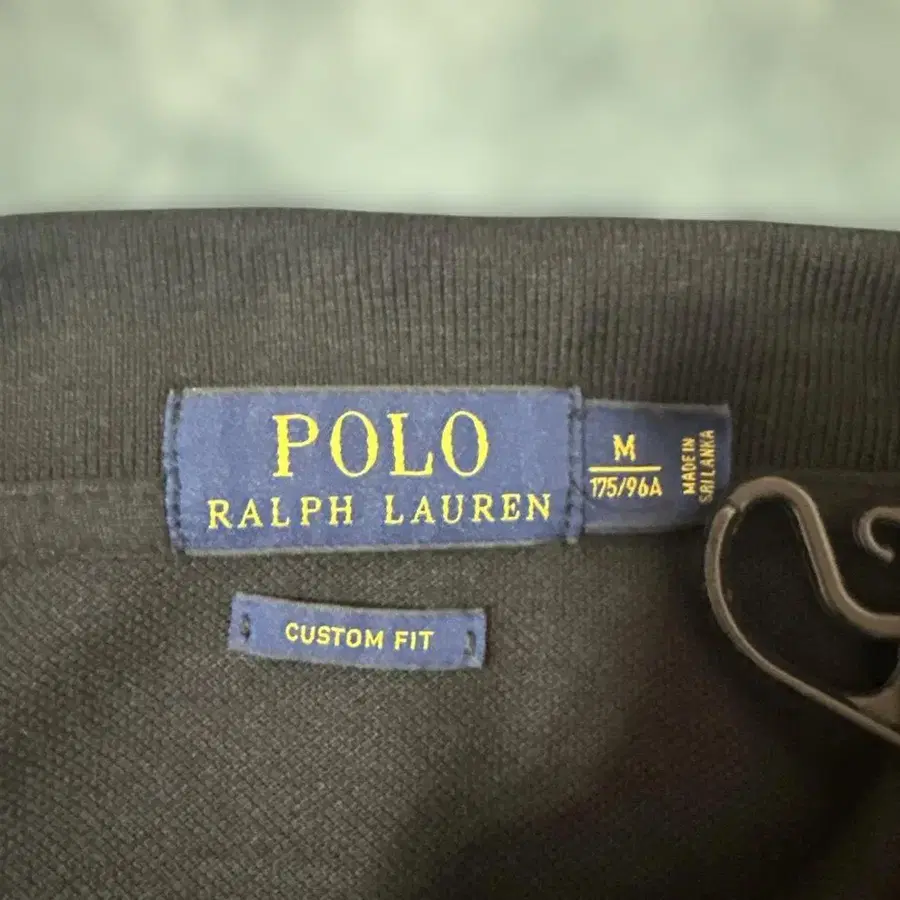 POLO
RALPH LAUREN
M
175/96A
MADE IN
SRI LANKA
CUSTOM FIT